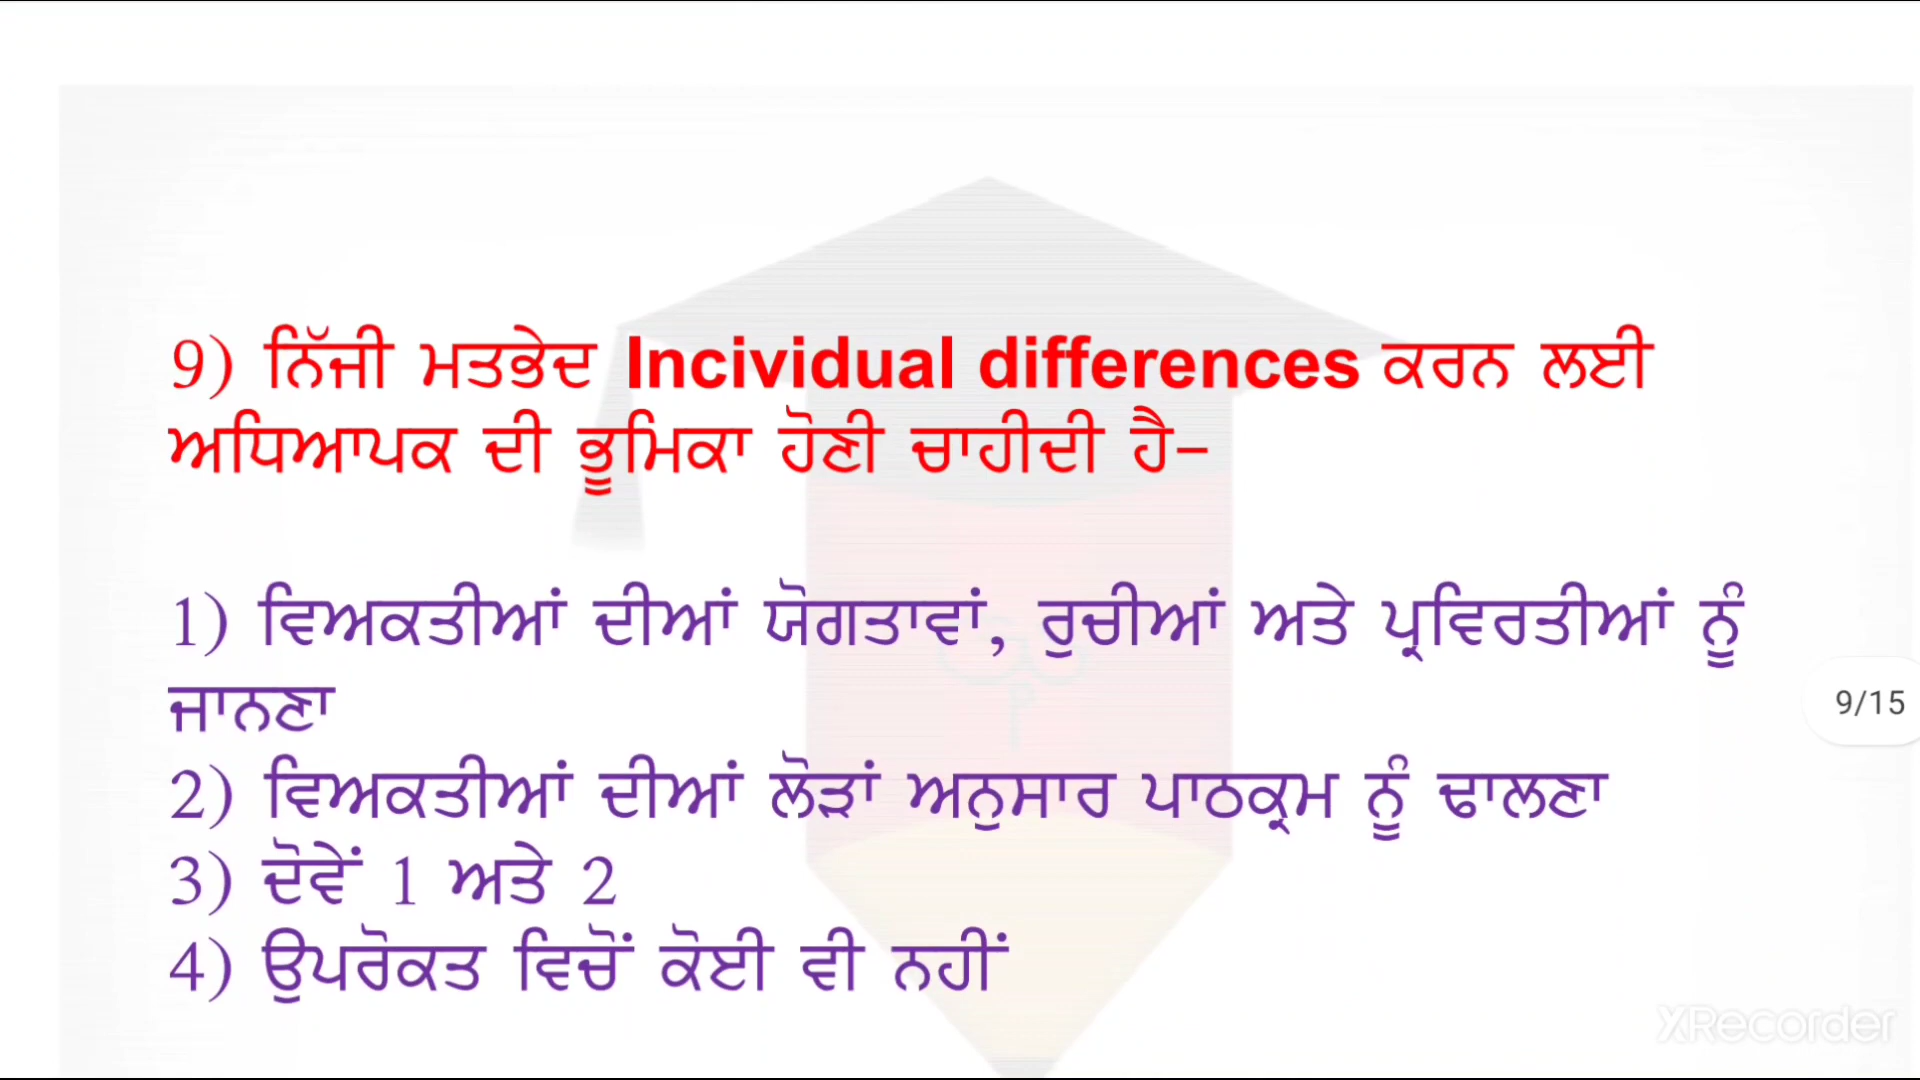 9) ਨਿੱਜੀ ਮਤਭੇਦ Incividual differences ਕਰਨ ਲਈ
ਅਧਿਆਪਕ ਦੀ ਭੂਮਿਕਾ ਹੋਣੀ ਚਾਹੀਦੀ ਹੈ–
1) ਵਿਅਕਤੀਆਂ ਦੀਆਂ ਯੋਗਤਾਵਾਂ, ਰੁਚੀਆਂ ਅਤੇ ਪ੍ਰਵਿਰਤੀਆਂ ਨੂੰ
ਜਾਨਣਾ
9/15
2) ਵਿਅਕਤੀਆਂ ਦੀਆਂ ਲੋੜਾਂ ਅਨੁਸਾਰ ਪਾਠਕ੍ਰਮ ਨੂੰ ਢਾਲਣਾ
3) ਦੋਵੇਂ 1 ਅਤੇ 2
4) ਉਪਰੋਕਤ ਵਿਚੋਂ ਕੋਈ ਵੀ ਨਹੀਂ
XRecorder